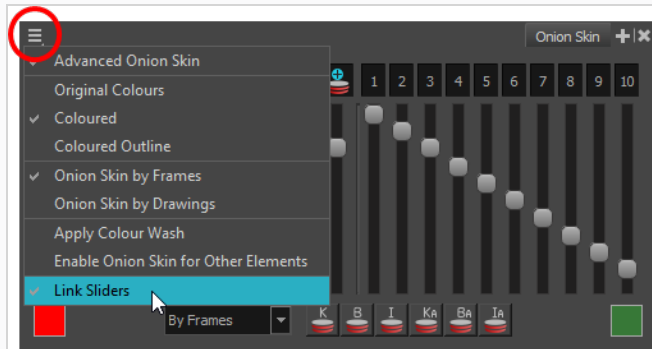 Onion Skin
Advanced Onion Skin
1 2 3 4 5 6 7 8 9 10
Original Colours
Coloured
Coloured Outline
Onion Skin by Frames
Onion Skin by Drawings
Apply Colour Wash
Enable Onion Skin for Other Elements
Link Sliders
By Frames
K B I KA BA IA